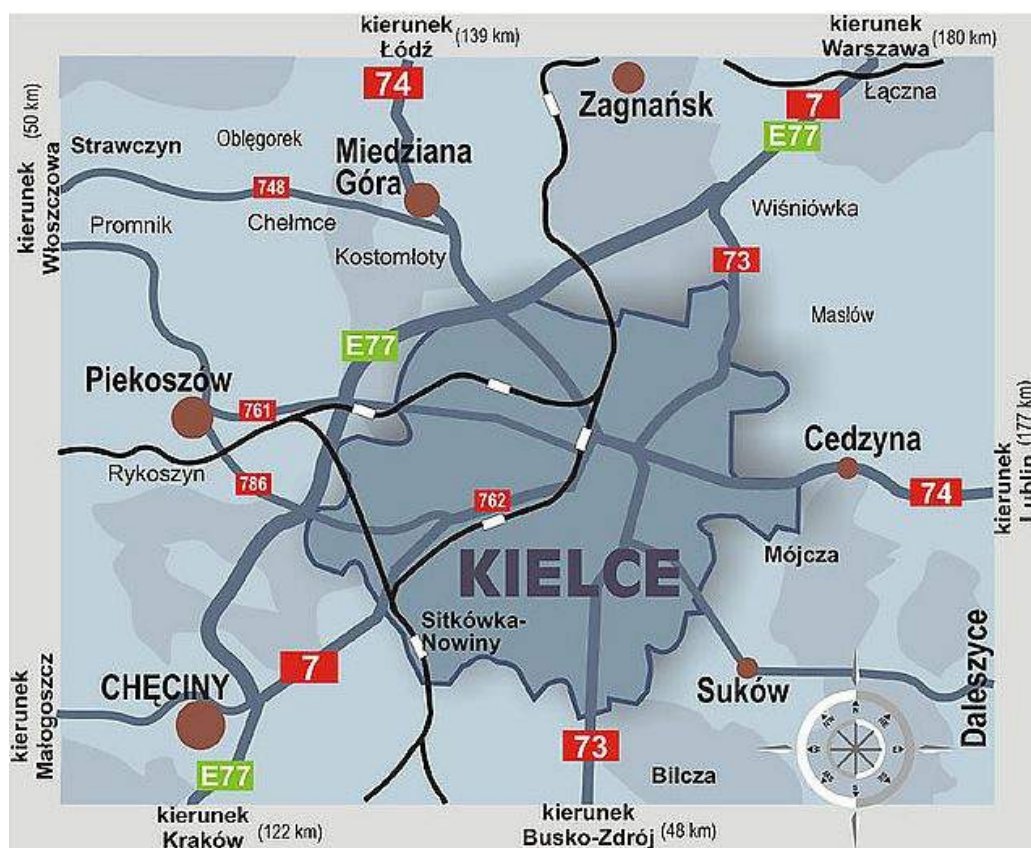 kierunek
Łódź (139 km)
kierunek
Warszawa (180 km)
74
Zagnańsk
7
Łączna
E77
kierunek
Włoszczowa (50 km)
Strawczyn
Oblęgorek
Miedziana
Góra
748
Promnik
Chełmce
Wiśniówka
Kostomłoty
73
Masłów
E77
Piekoszów
761
Cedzyna
kierunek
Lublin (177 km)
Rykoszyn
786
762
74
Mójcza
KIELCE
Sitkówka-
Nowiny
7
Suków
Daleszyce
CHĘCINY
kierunek
Małogoszcz
73
E77
Bilcza
kierunek
Kraków (122 km)
kierunek
Busko-Zdrój (48 km)